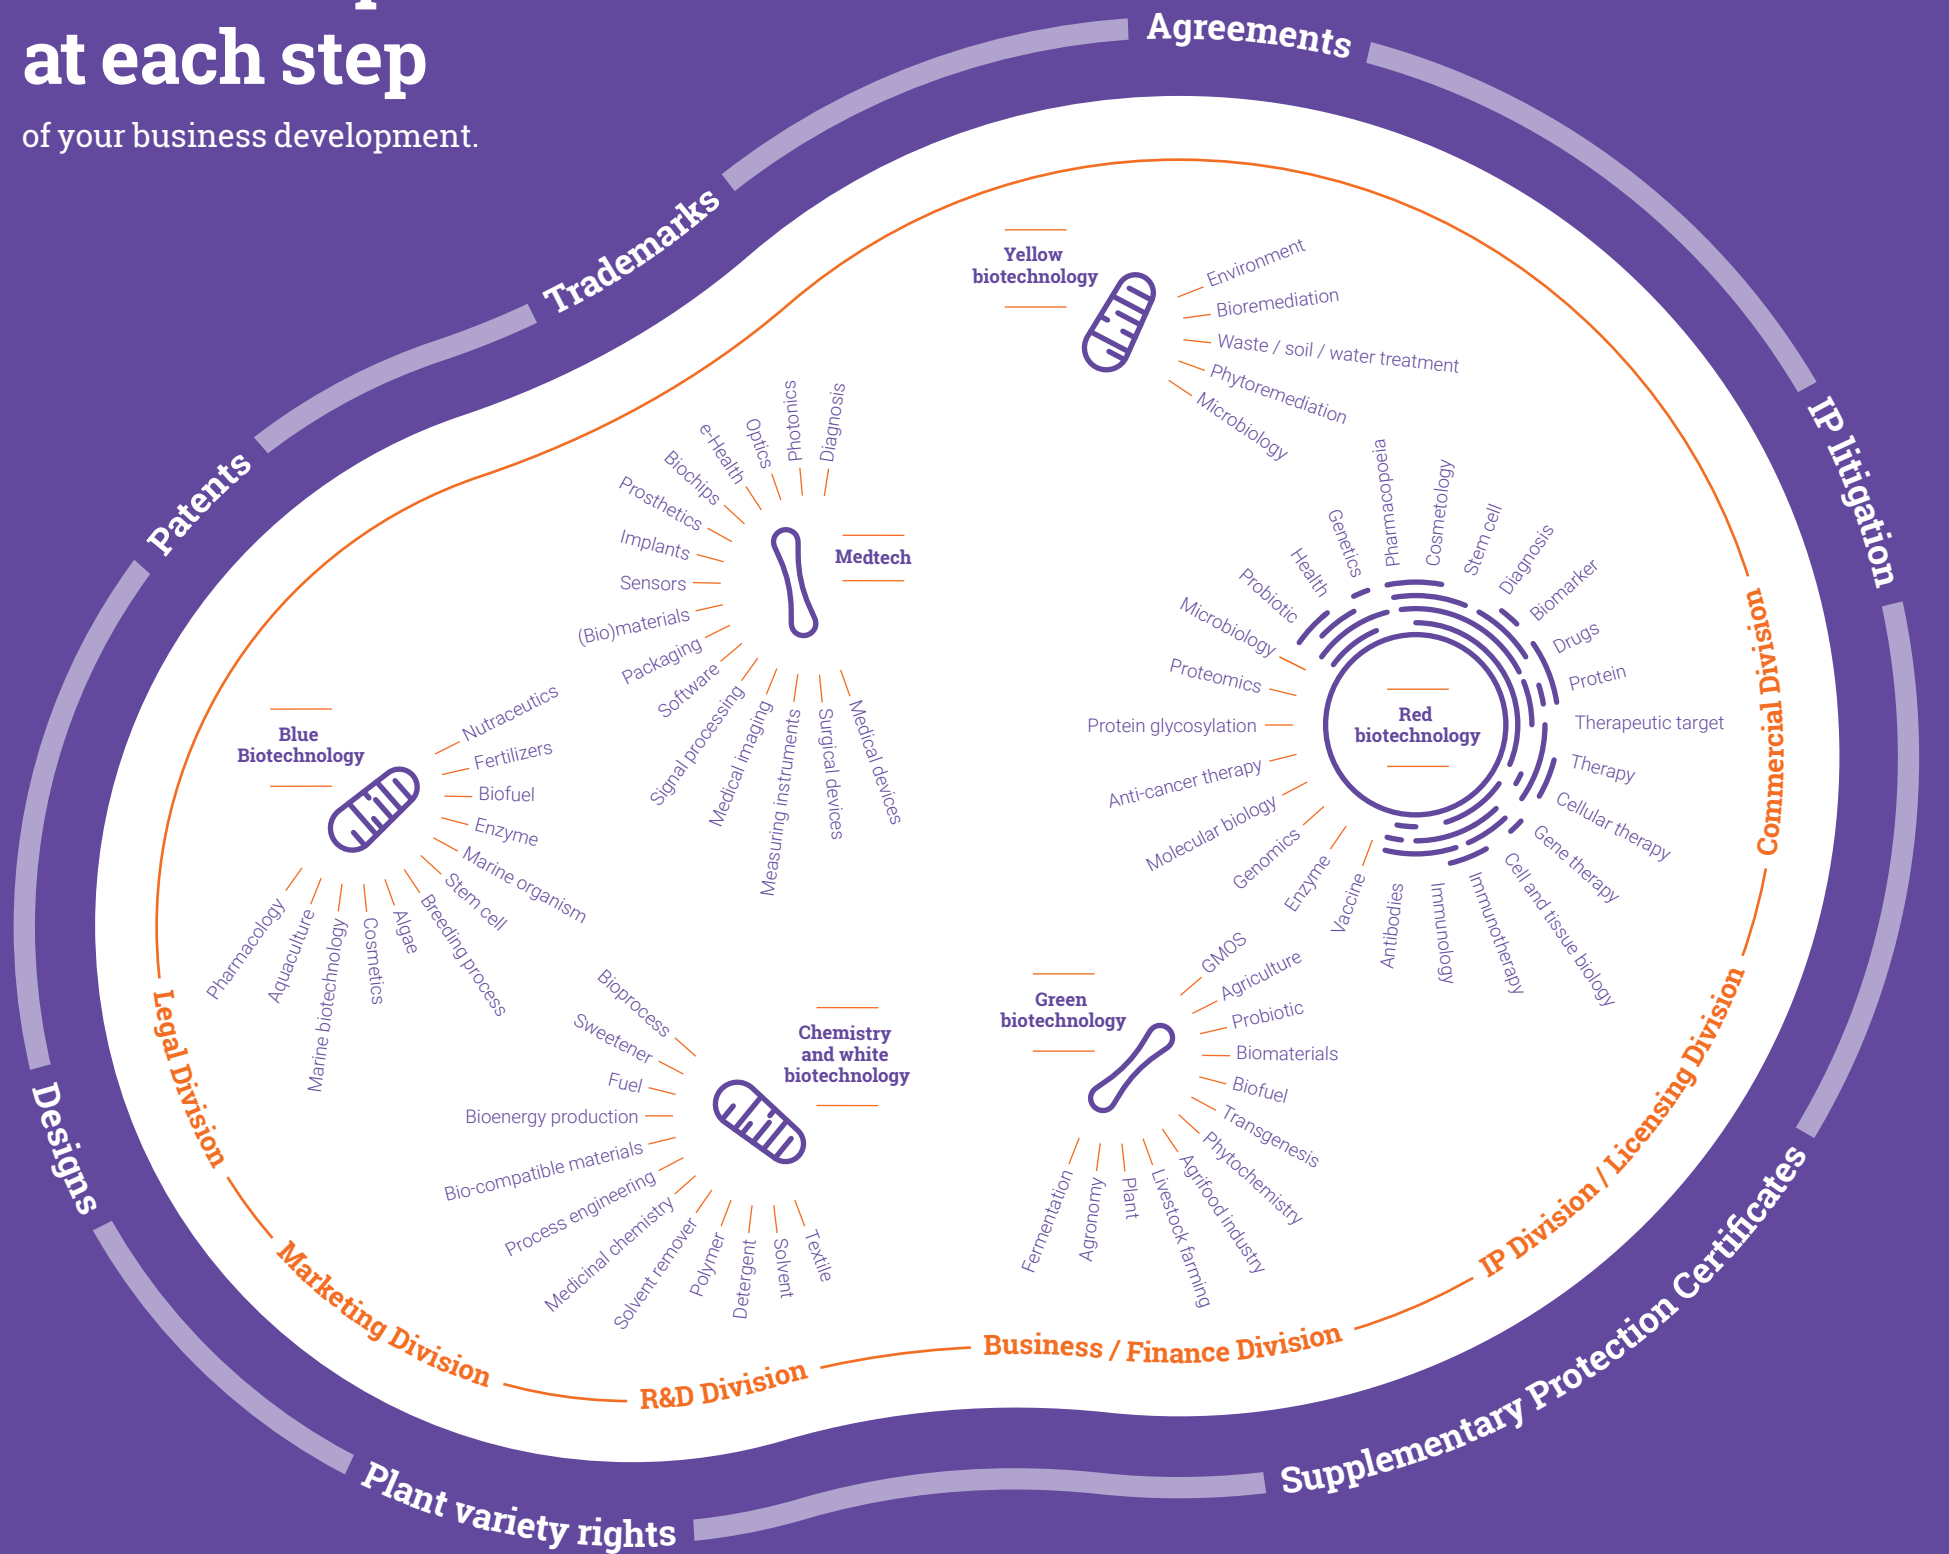 at each step
of your business development.
Agreements
Trademarks
Patents
IP litigation
Designs
Plant variety rights
Supplementary Protection Certificates
Commercial Division
IP Division / Licensing Division
Business / Finance Division
R&D Division
Marketing Division
Legal Division
Yellow
biotechnology
Environment
Bioremediation
Waste / soil / water treatment
Phytoremediation
Microbiology
Medtech
Diagnosis
Photonics
Optics
e-Health
Biochips
Prosthetics
Implants
Sensors
(Bio)materials
Packaging
Software
Signal processing
Medical imaging
Measuring instruments
Surgical devices
Medical devices
Red
biotechnology
Pharmacopoeia
Cosmetology
Stem cell
Diagnosis
Biomarker
Drugs
Protein
Therapeutic target
Therapy
Cellular therapy
Gene therapy
Cell and tissue biology
Immunotherapy
Immunology
Antibodies
Vaccine
Enzyme
Genomics
Molecular biology
Anti-cancer therapy
Protein glycosylation
Proteomics
Microbiology
Probiotic
Health
Genetics
Blue
Biotechnology
Nutraceutics
Fertilizers
Biofuel
Enzyme
Marine organism
Stem cell
Breeding process
Algae
Cosmetics
Marine biotechnology
Aquaculture
Pharmacology
Chemistry
and white
biotechnology
Bioprocess
Sweetener
Fuel
Bioenergy production
Bio-compatible materials
Process engineering
Medicinal chemistry
Solvent remover
Polymer
Detergent
Solvent
Textile
Green
biotechnology
GMOS
Agriculture
Probiotic
Biomaterials
Biofuel
Transgenesis
Phytochemistry
Agrifood industry
Livestock farming
Plant
Agronomy
Fermentation